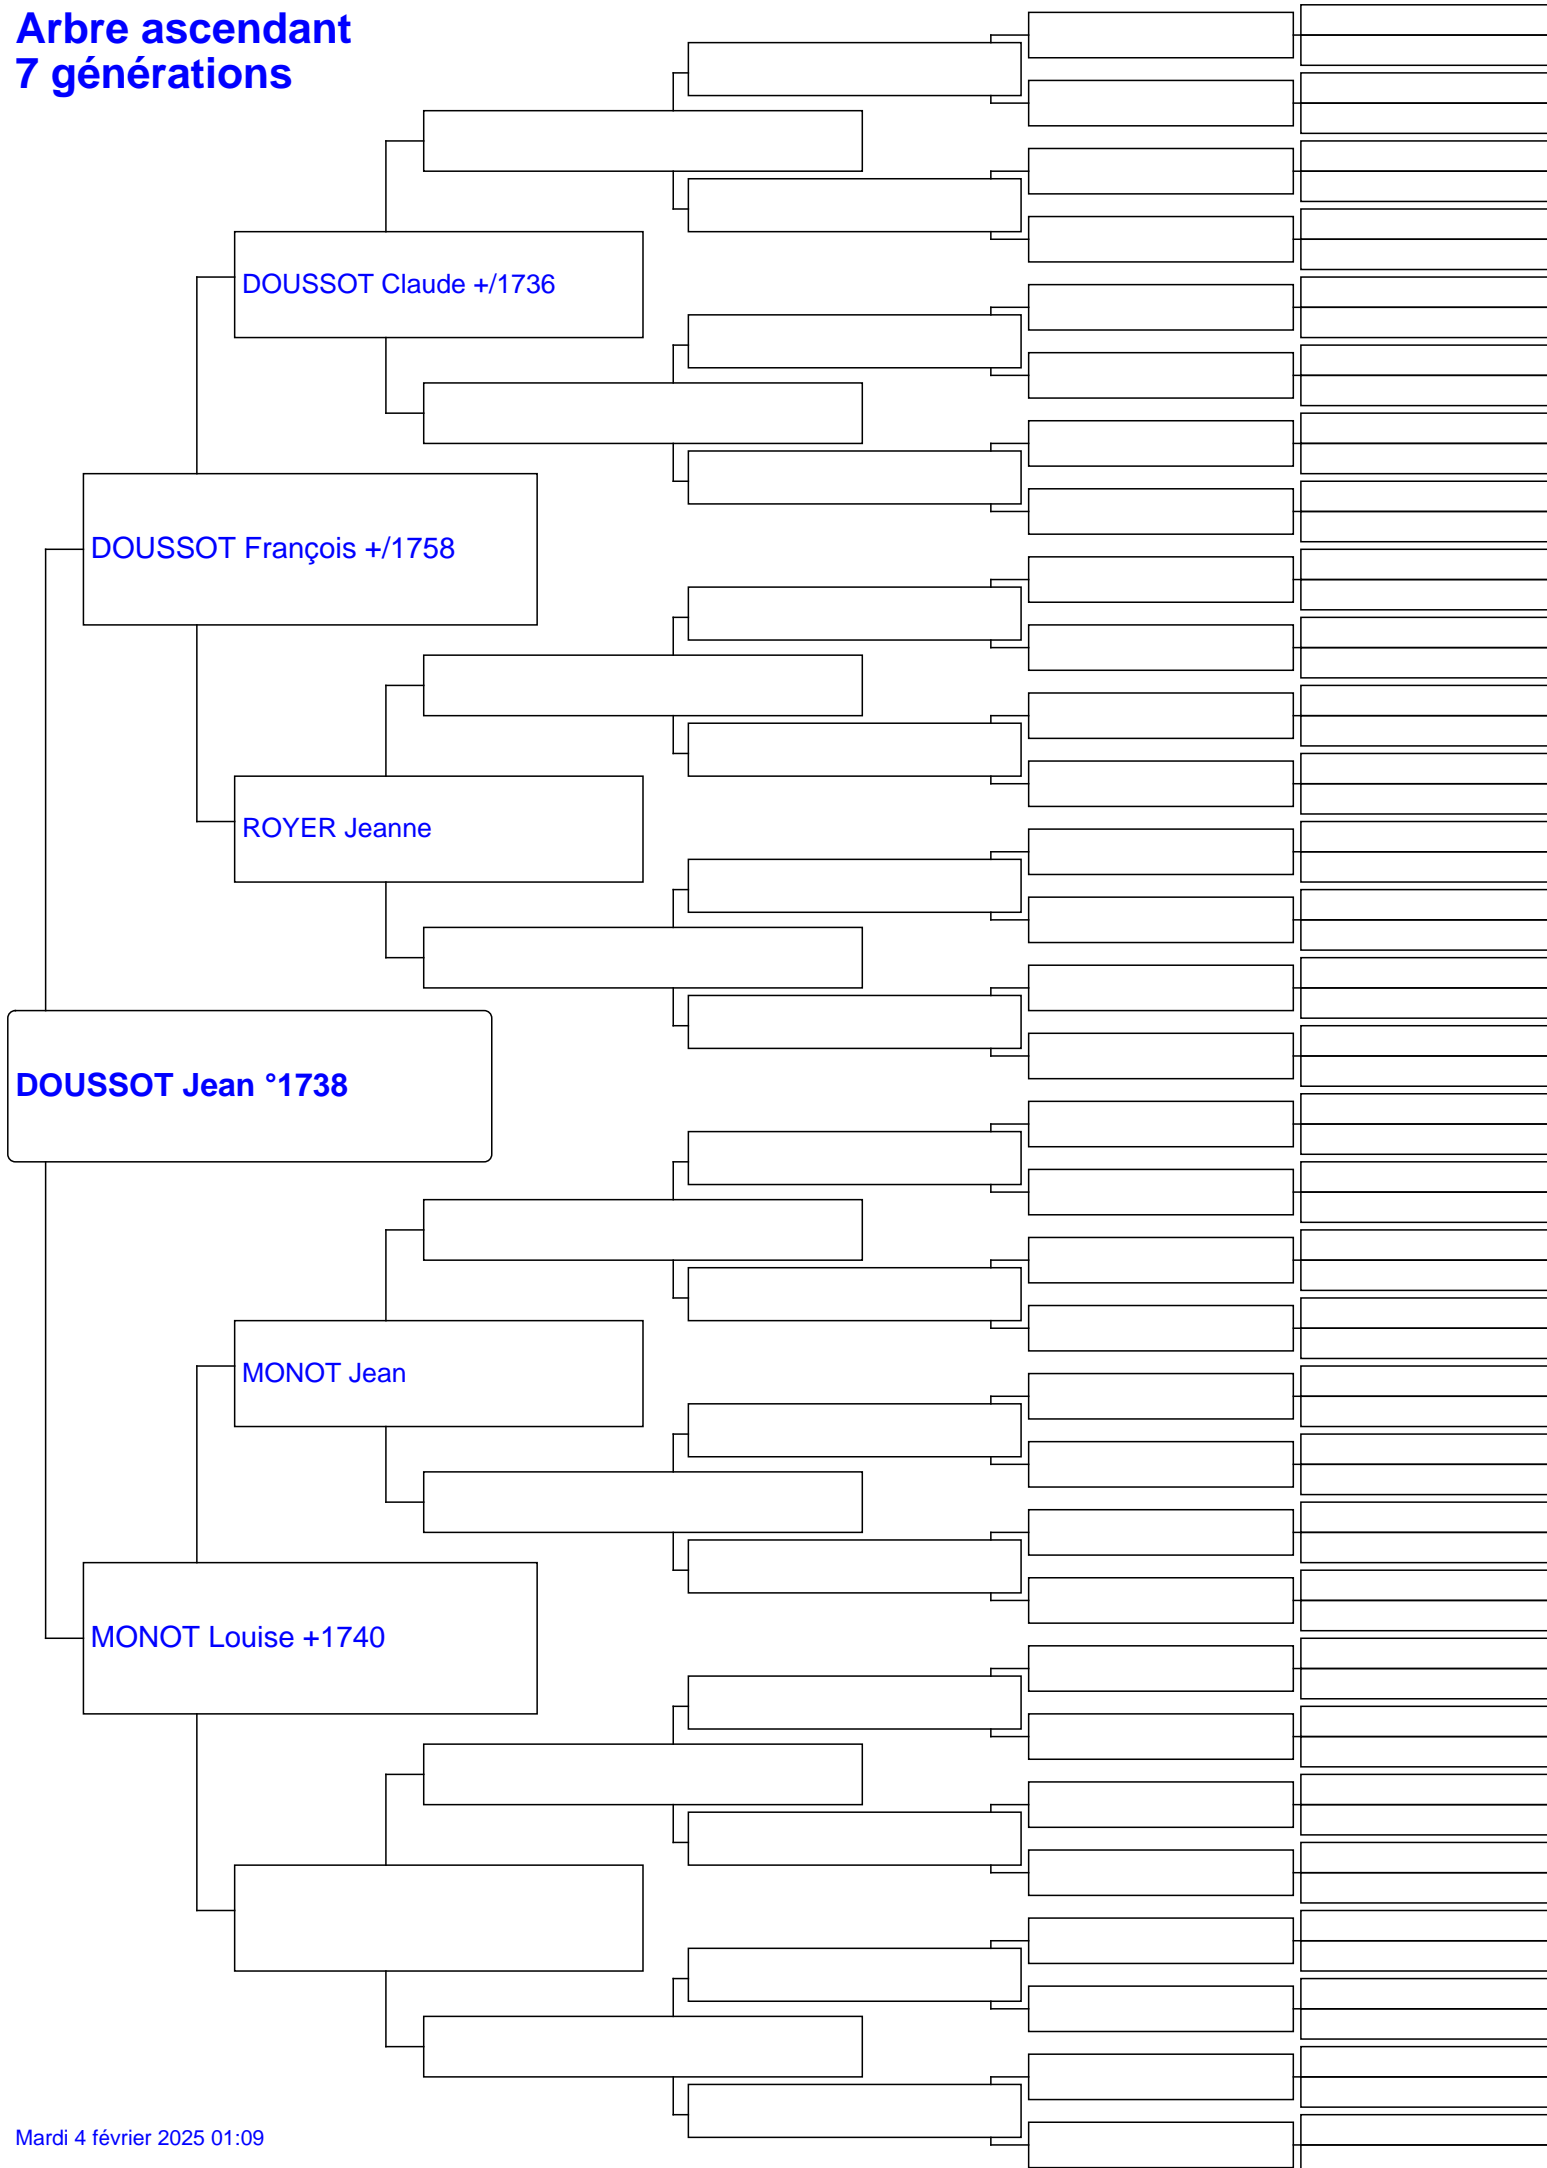 Arbre ascendant
7 générations
DOUSSOT Claude +/1736
DOUSSOT François +/1758
ROYER Jeanne
DOUSSOT Jean °1738
MONOT Jean
MONOT Louise +1740
Mardi 4 février 2025 01:09